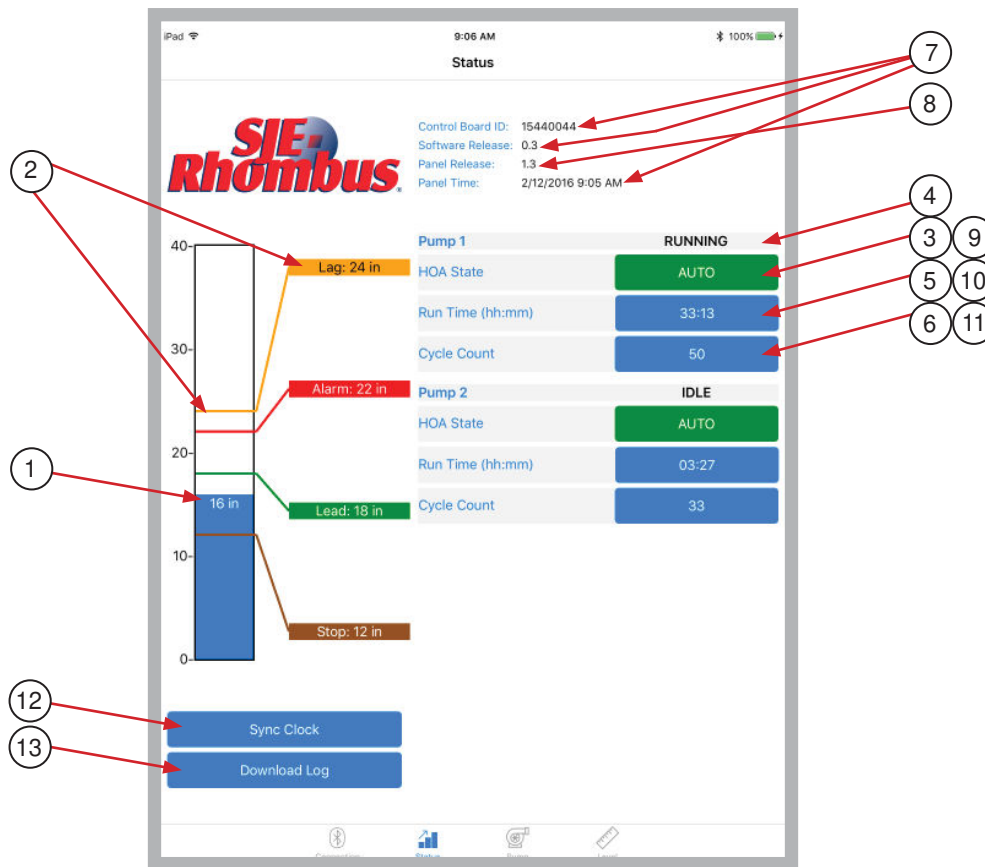 iPad 9:06 AM 100%
Status
SJE-
Rhombus®
Control Board ID: 15440044
Software Release: 0.3
Panel Release: 1.3
Panel Time: 2/12/2016 9:05 AM
7
8
2
40-
30-
20-
10-
0-
Lag: 24 in
Alarm: 22 in
Lead: 18 in
Stop: 12 in
16 in
1
Pump 1 RUNNING
HOA State AUTO
Run Time (hh:mm) 33:13
Cycle Count 50
4
3 9
5 10
6 11
Pump 2 IDLE
HOA State AUTO
Run Time (hh:mm) 03:27
Cycle Count 33
12
Sync Clock
13
Download Log
Status